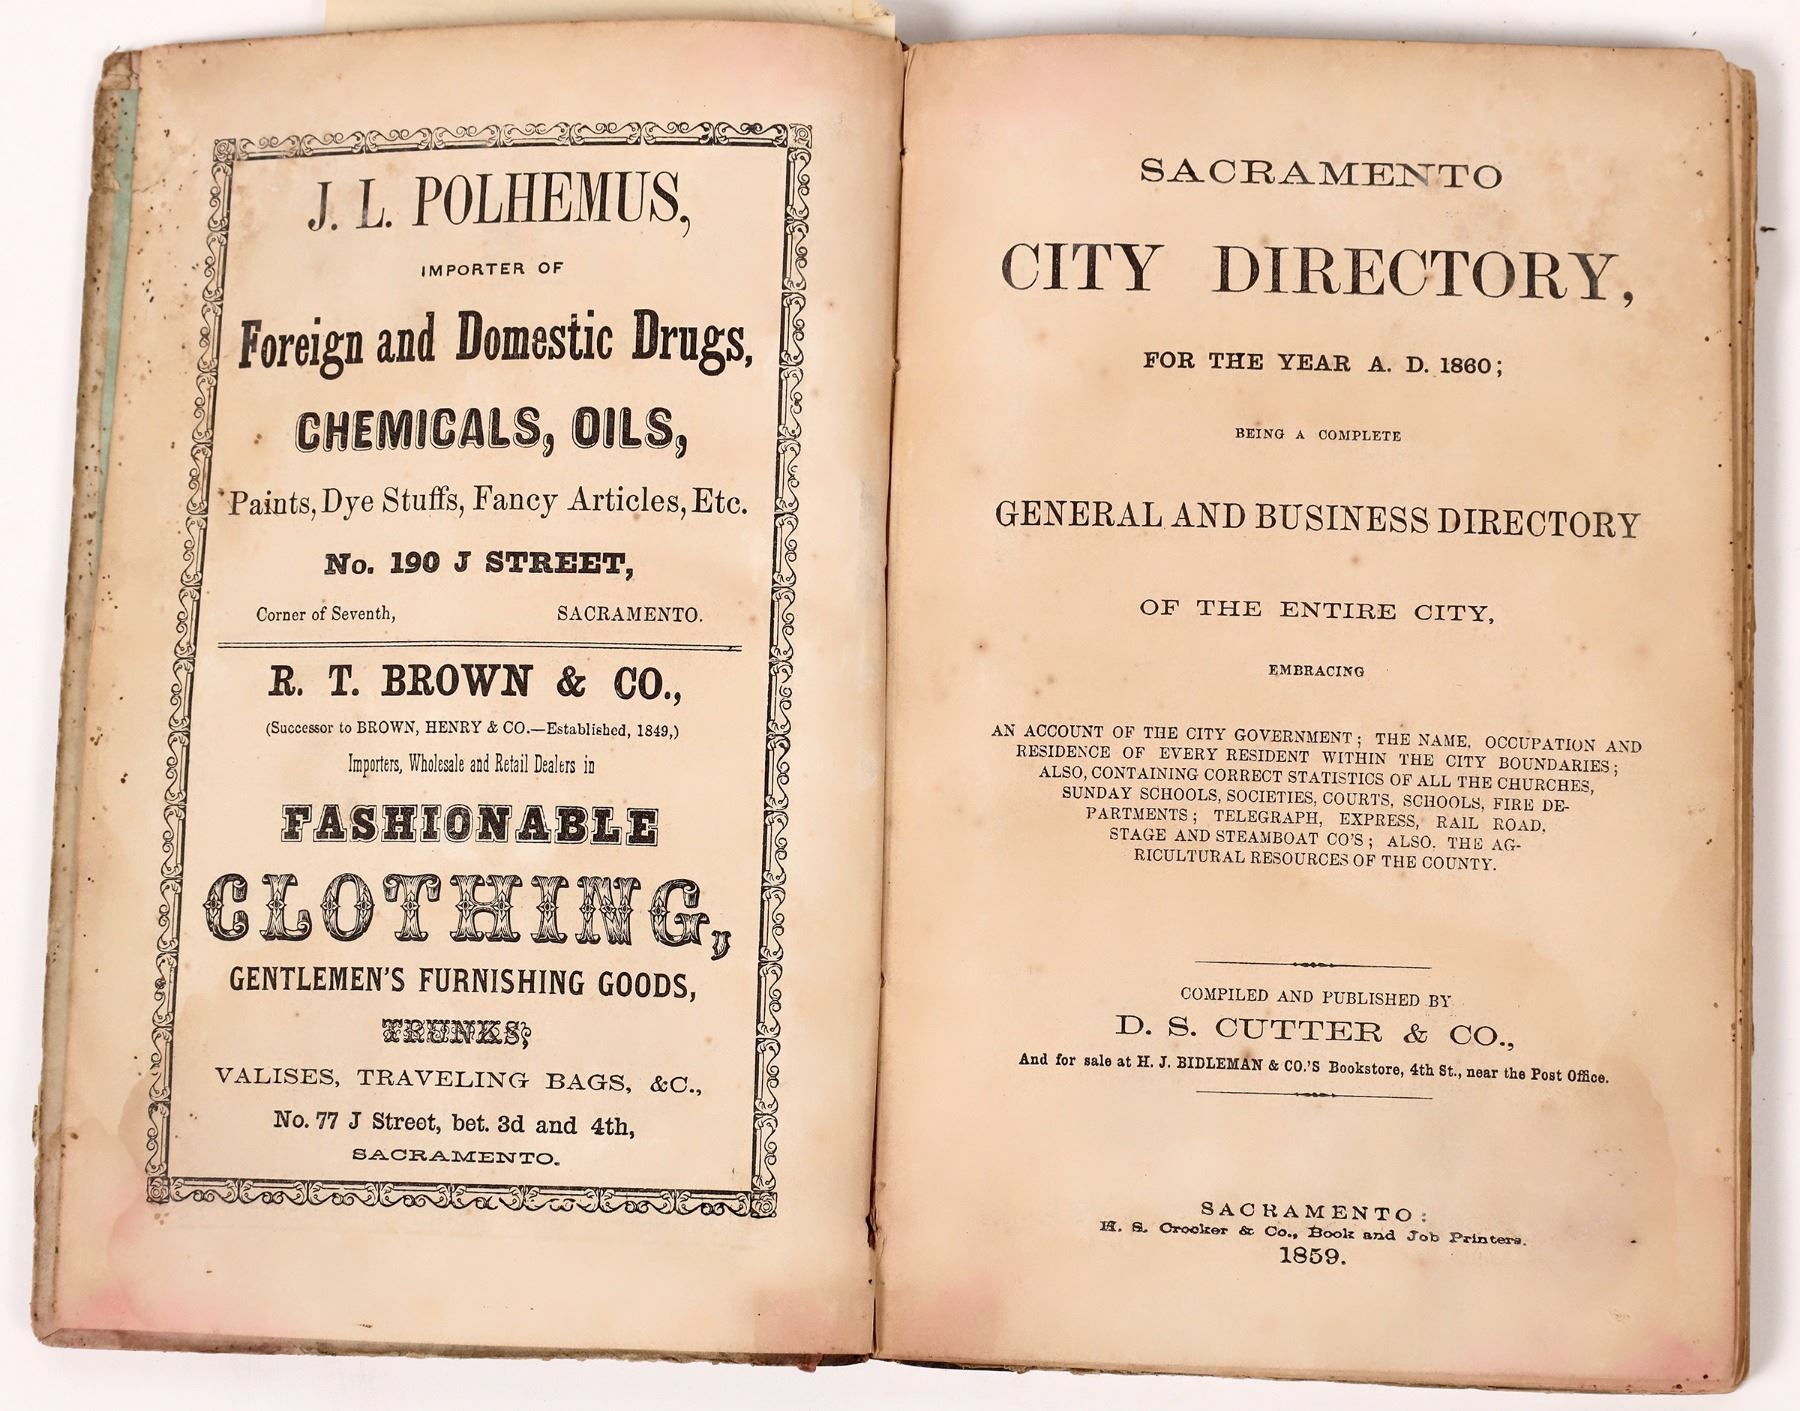 J. L. POLHEMUS,
IMPORTER OF
Foreign and Domestic Drugs,
CHEMICALS, OILS,
Paints, Dye Stuffs, Fancy Articles, Etc.
No. 190 J STREET,
Corner of Seventh, SACRAMENTO.
R. T. BROWN & CO.,
(Successor to BROWN, HENRY & CO.—Established, 1849,)
Importers, Wholesale and Retail Dealers in
FASHIONABLE
CLOTHING,
GENTLEMEN'S FURNISHING GOODS,
TRUNKS,
VALISES, TRAVELING BAGS, &C.,
No. 77 J Street, bet. 3d and 4th,
SACRAMENTO.
SACRAMENTO
CITY DIRECTORY,
FOR THE YEAR A. D. 1860;
BEING A COMPLETE
GENERAL AND BUSINESS DIRECTORY
OF THE ENTIRE CITY,
EMBRACING
AN ACCOUNT OF THE CITY GOVERNMENT; THE NAME, OCCUPATION AND
RESIDENCE OF EVERY RESIDENT WITHIN THE CITY BOUNDARIES;
ALSO, CONTAINING CORRECT STATISTICS OF ALL THE CHURCHES,
SUNDAY SCHOOLS, SOCIETIES, COURTS, SCHOOLS, FIRE DE-
PARTMENTS; TELEGRAPH, EXPRESS, RAIL ROAD,
STAGE AND STEAMBOAT CO'S; ALSO. THE AG-
RICULTURAL RESOURCES OF THE COUNTY.
COMPILED AND PUBLISHED BY
D. S. CUTTER & CO.,
And for sale at H. J. BIDLEMAN & CO.'S Bookstore, 4th St., near the Post Office.
SACRAMENTO:
H. S. Crocker & Co., Book and Job Printers.
1859.